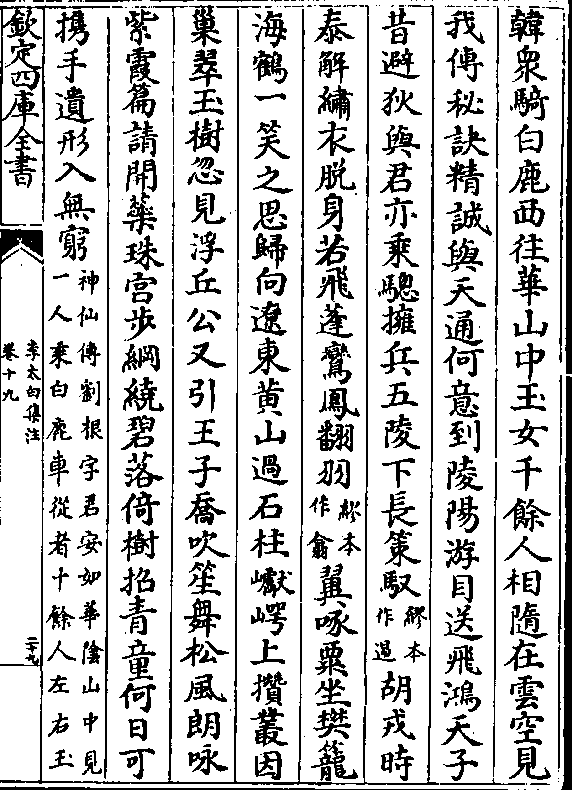 韓衆騎白鹿西往華山中玉女千餘人相隨在雲空見
我傳秘訣精誠與天通何意到陵陽游目送飛鴻天子
昔避狄與君亦乗驄擁兵五陵下長策馭繆本作遏胡戎時
泰解繡衣脱身若飛蓬鸞鳳翻羽繆本作翕翼啄粟坐樊籠
海鶴一笑之思歸向遼東黄山過石柱巘崿上攢叢因
巢翠玉樹忽見浮丘公又引王子喬吹笙舞松風朗咏
紫霞篇請開蘂珠宫步綱繞碧落倚樹招青童何日可
携手遺形入無窮神仙傳劉根字君安如華隂山中見
一人乗白鹿車從者十餘人左右玉
欽定四庫全書
李太白集注
卷十九
二十九